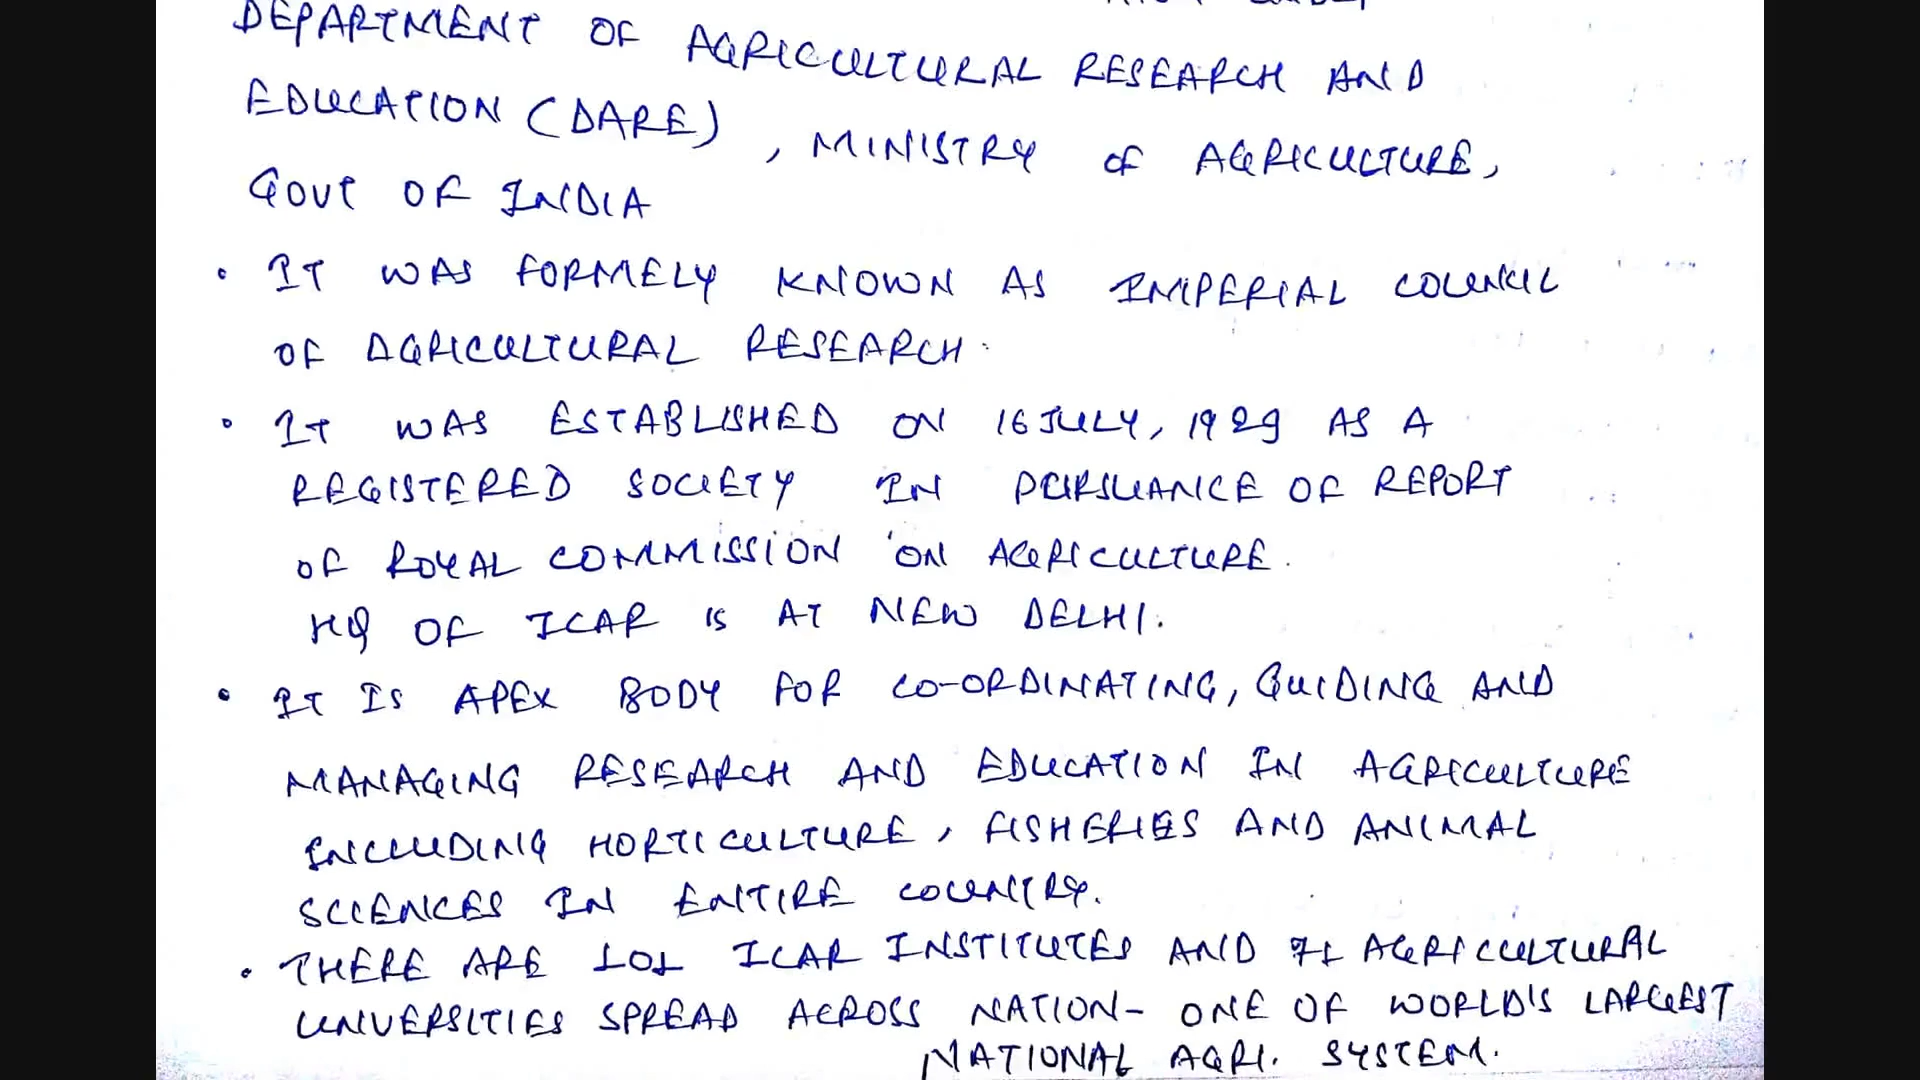 DEPARTMENT OF AGRICULTURAL RESEARCH AND
EDUCATION (DARE), MINISTRY OF AGRICULTURE,
GOVT OF INDIA
• IT WAS FORMELY KNOWN AS IMPERIAL COUNCIL
OF AGRICULTURAL RESEARCH.
• IT WAS ESTABLISHED ON 16 JULY, 1929 AS A
REGISTERED SOCIETY IN PURSUANCE OF REPORT
OF ROYAL COMMISSION ON AGRICULTURE.
HQ OF ICAR IS AT NEW DELHI.
• IT IS APEX BODY FOR CO-ORDINATING, GUIDING AND
MANAGING RESEARCH AND EDUCATION IN AGRICULTURE
INCLUDING HORTICULTURE, FISHERIES AND ANIMAL
SCIENCES IN ENTIRE COUNTRY.
• THERE ARE 101 ICAR INSTITUTES AND 71 AGRICULTURAL
UNIVERSITIES SPREAD ACROSS NATION- ONE OF WORLD'S LARGEST
NATIONAL AGRI. SYSTEM.